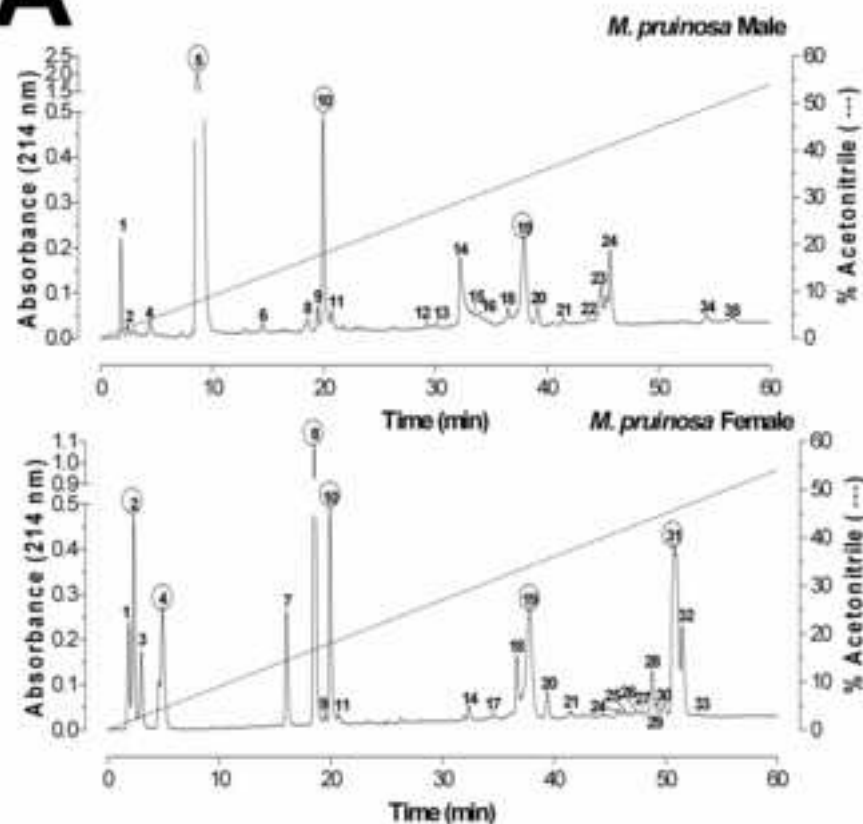 A
M. pruinosa Male
Absorbance (214 nm)
2.5
2.0
1.5
0.5
0.4
0.3
0.2
0.1
0.0
1 2 4 5 6 8 9 10 11 12 13 14 15 16 18 19 20 21 22 23 24 34 35
60
50
40
30
20
10
0
% Acetonitrile ( --- )
0 10 20 30 40 50 60
Time (min)
M. pruinosa Female
Absorbance (214 nm)
1.1
1.0
0.9
0.5
0.4
0.3
0.2
0.1
0.0
1 2 3 4 7 8 9 10 11 14 17 18 19 20 21 24 25 26 27 28 29 30 31 32 33
60
50
40
30
20
10
0
% Acetonitrile ( --- )
0 10 20 30 40 50 60
Time (min)